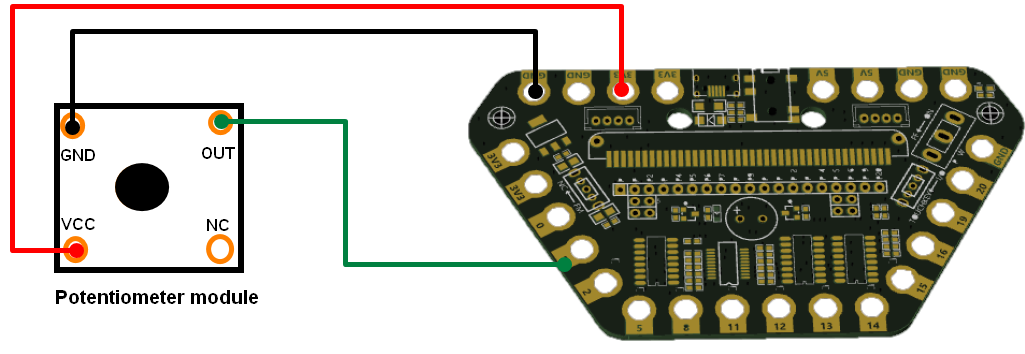 GND
OUT
VCC
NC
Potentiometer module
GND
GND
3V3
3V3
5V
5V
GND
GND
3V3
3V3
0
2
5
8
11
12
13
14
15
16
19
20
GND